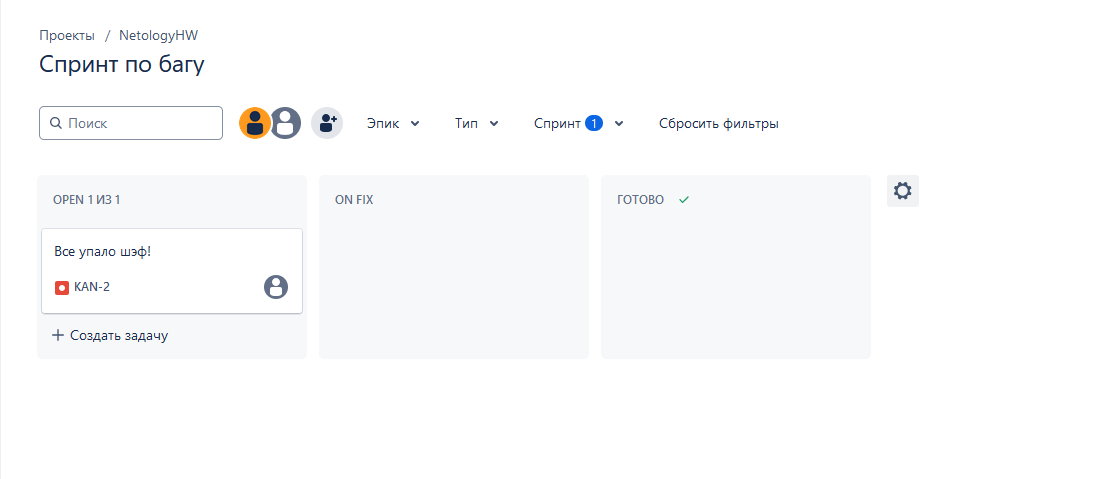 Проекты / NetologyHW
Спринт по багу
Поиск
Эпик
Тип
Спринт 1
Сбросить фильтры
OPEN 1 ИЗ 1
ON FIX
ГОТОВО
Все упало шэф!
KAN-2
Создать задачу